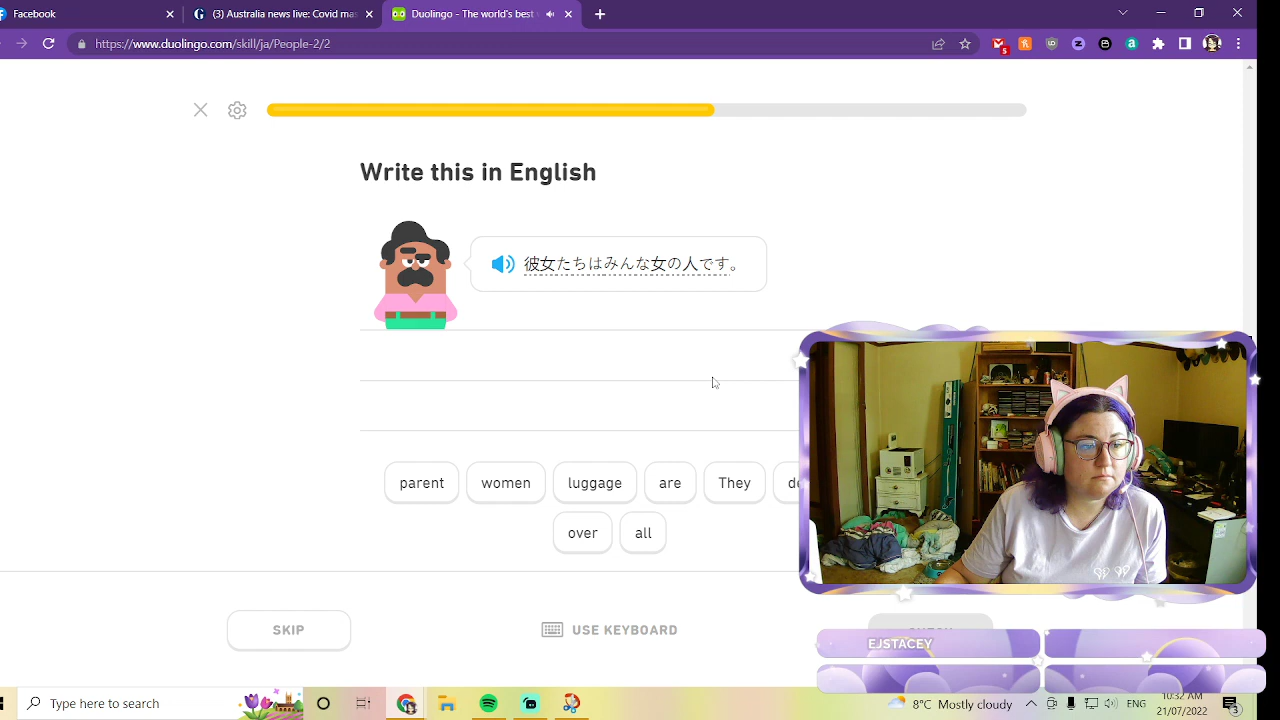 Facebook
(3) Australia news live: Covid mas
Duolingo - The world's best
https://www.duolingo.com/skill/ja/People-2/2
5
Write this in English
彼女たちはみんな女の人です。
parent women luggage are They
over all
SKIP
USE KEYBOARD
EJSTACEY
Type here to search
8°C Mostly cloudy
ENG
10:32 AM
21/07/2022